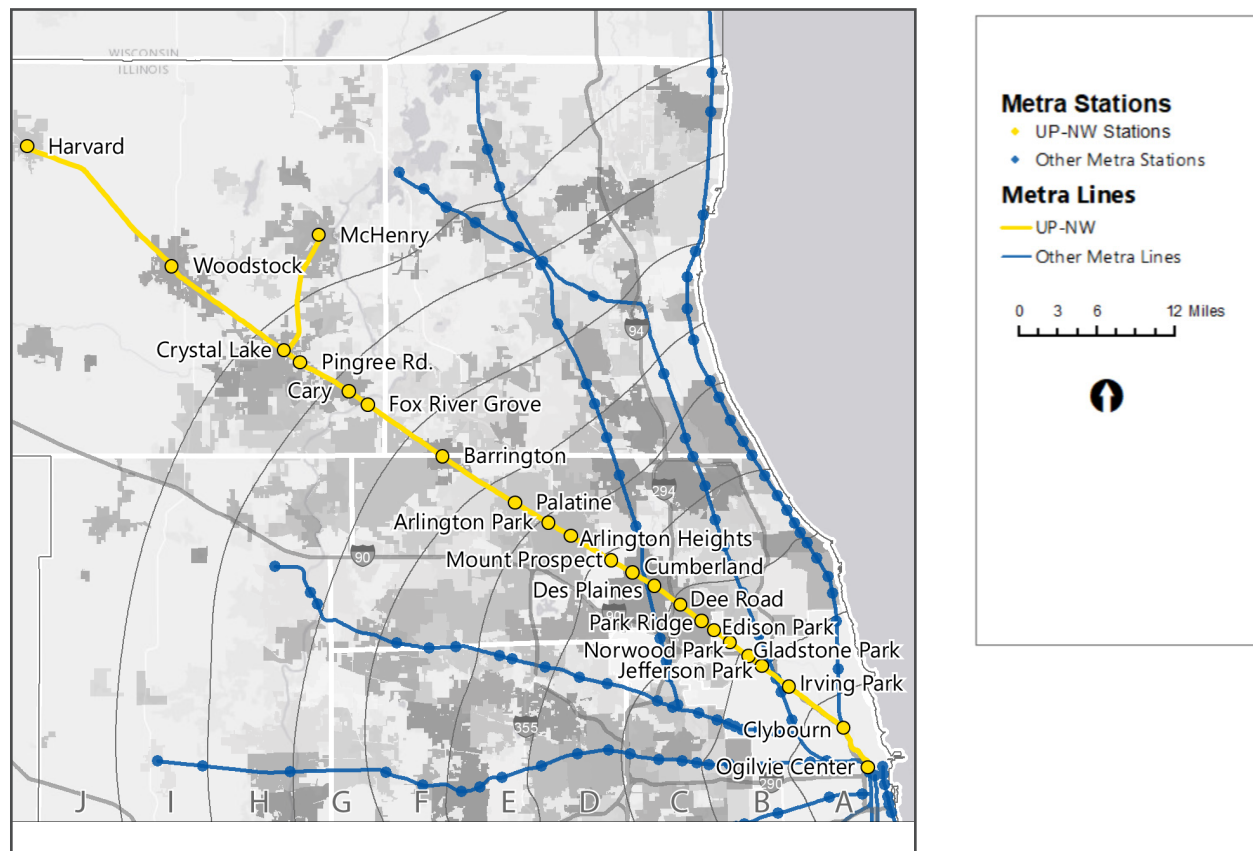 WISCONSIN
ILLINOIS
Harvard
McHenry
Woodstock
Crystal Lake
Pingree Rd.
Cary
Fox River Grove
Barrington
Palatine
Arlington Park
Arlington Heights
Mount Prospect
Cumberland
Des Plaines
Dee Road
Park Ridge
Edison Park
Norwood Park
Gladstone Park
Jefferson Park
Irving Park
Clybourn
Ogilvie Center
94
294
90
355
290
J I H G F E D C B A
Metra Stations
UP-NW Stations
Other Metra Stations
Metra Lines
UP-NW
Other Metra Lines
0 3 6 12 Miles